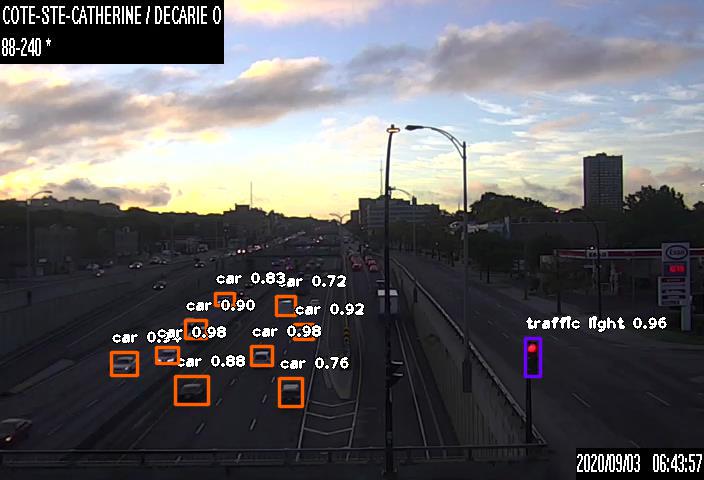 COTE-STE-CATHERINE / DECARIE O
88-240 *
car 0.83
car 0.72
car 0.90
car 0.92
car 0.98
car 0.98
car 0.88
car 0.76
traffic light 0.96
Esso
2020/09/03 06:43:57